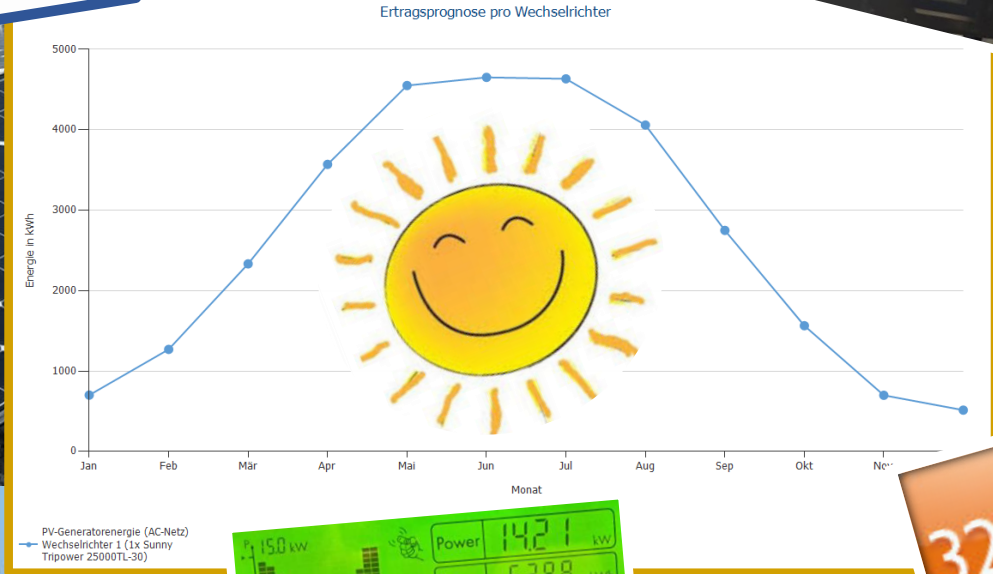 Ertragsprognose pro Wechselrichter
5000
4000
3000
2000
1000
0
Energie in kWh
Jan Feb Mär Apr Mai Jun Jul Aug Sep Okt
Monat
PV-Generatorenergie (AC-Netz)
Wechselrichter 1 (1x Sunny
Tripower 25000TL-30)
15.0 kW
Power 14.21 kW
32